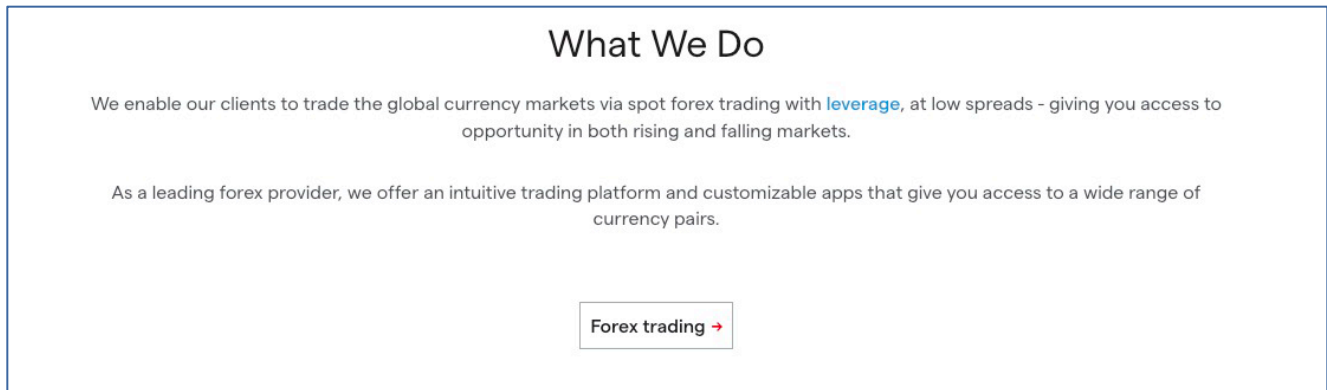 What We Do
We enable our clients to trade the global currency markets via spot forex trading with leverage, at low spreads - giving you access to
opportunity in both rising and falling markets.
As a leading forex provider, we offer an intuitive trading platform and customizable apps that give you access to a wide range of
currency pairs.
Forex trading →